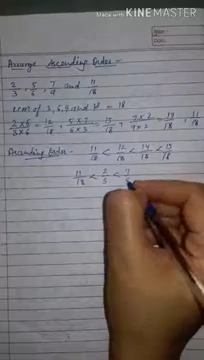 Made with KINEMASTER
Arrange Ascending Order :-
2/3 , 5/6 , 7/9 and 11/18
LCM of 3, 6, 9 and 18 = 18
2×6/3×6 = 12/18 , 5×3/6×3 = 15/18 , 7×2/9×2 = 14/18 , 11/18
Ascending Order 11/18 < 12/18 < 14/18 < 15/18
11/18 < 2/3 < 7